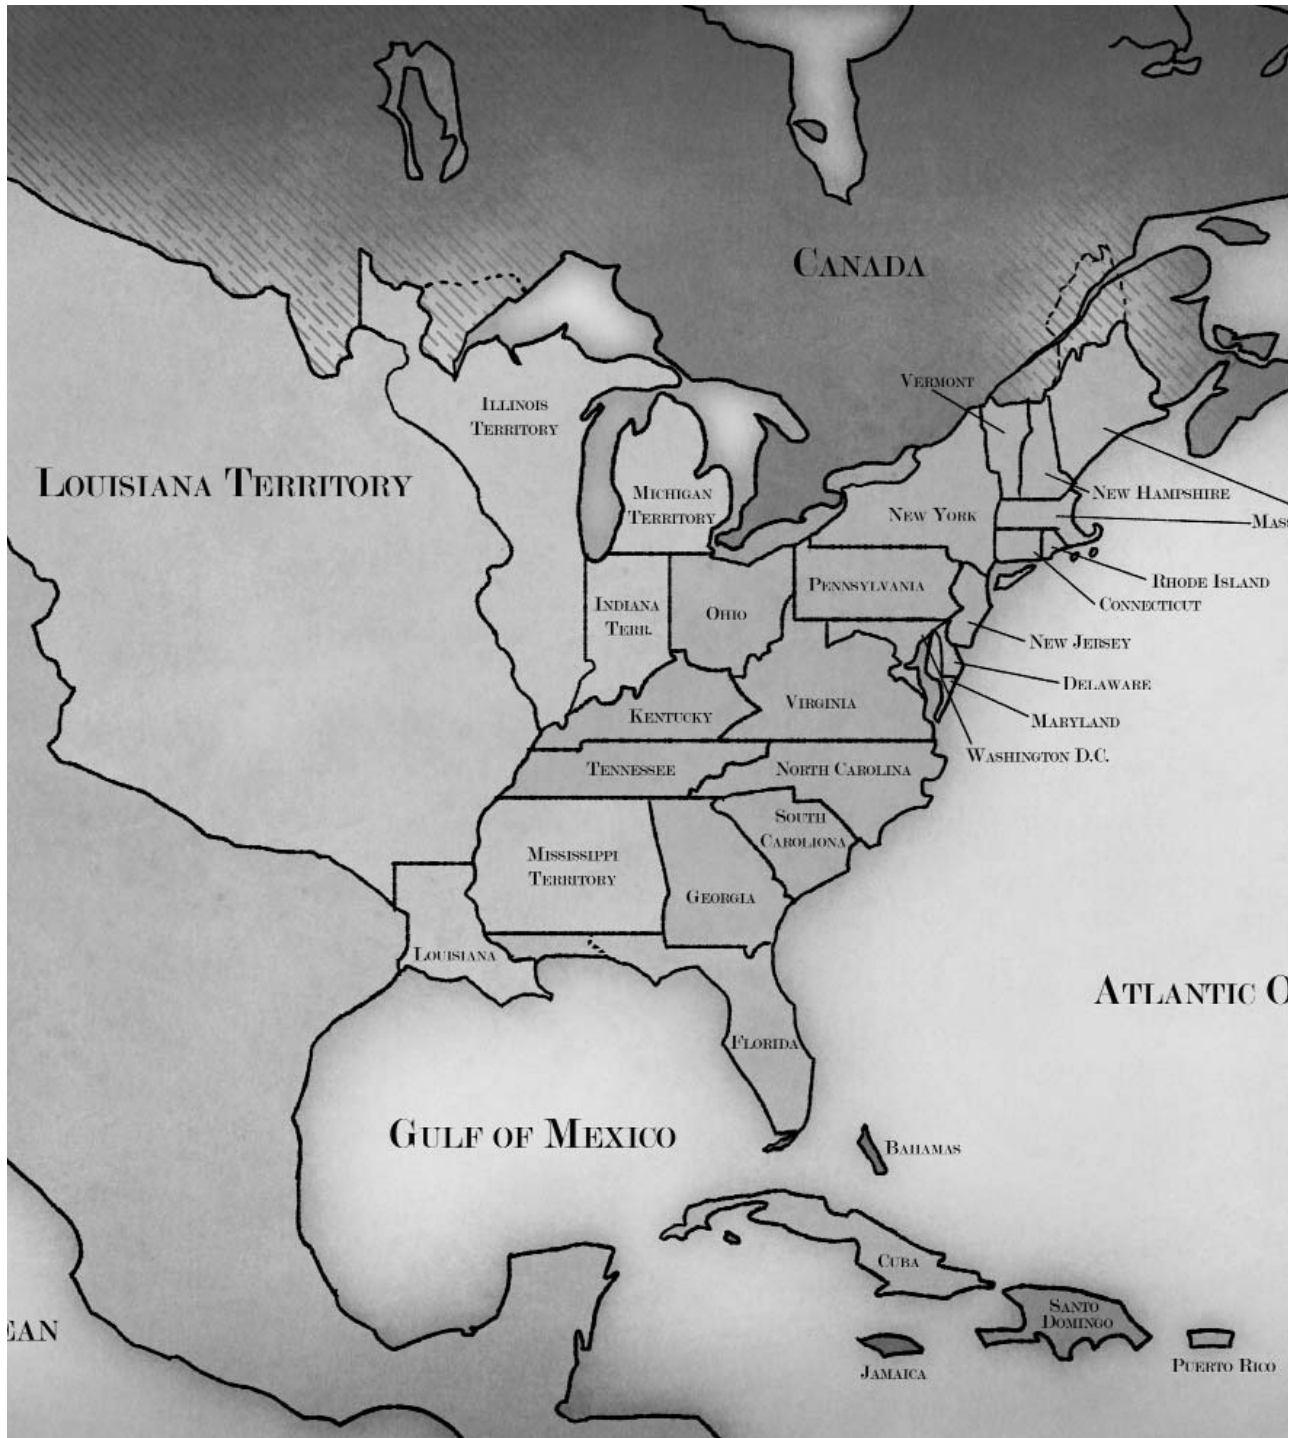 CANADA
VERMONT
ILLINOIS
TERRITORY
LOUISIANA TERRITORY
MICHIGAN
TERRITORY
NEW HAMPSHIRE
NEW YORK
MAS
RHODE ISLAND
PENNSYLVANIA
CONNECTICUT
INDIANA
TERR.
OHIO
NEW JERSEY
DELAWARE
VIRGINIA
KENTUCKY
MARYLAND
WASHINGTON D.C.
TENNESSEE
NORTH CAROLINA
SOUTH
CAROLIONA
MISSISSIPPI
TERRITORY
GEORGIA
LOUISIANA
ATLANTIC O
FLORIDA
GULF OF MEXICO
BAHAMAS
CUBA
SANTO
DOMINGO
EAN
JAMAICA
PUERTO RICO